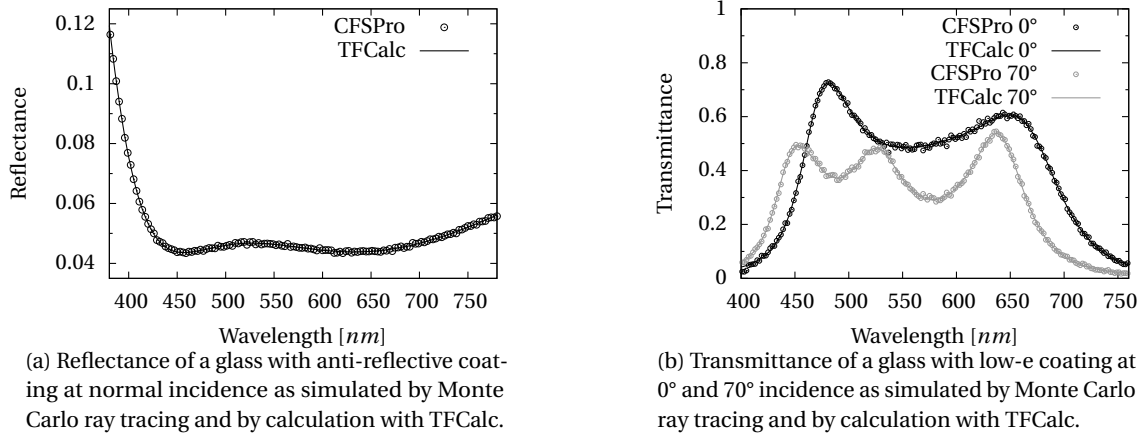 0.12
0.1
0.08
0.06
0.04
Reflectance
CFSPro
TFCalc
400 450 500 550 600 650 700 750
Wavelength [nm]
(a) Reflectance of a glass with anti-reflective coat-
ing at normal incidence as simulated by Monte
Carlo ray tracing and by calculation with TFCalc.
1
0.8
0.6
0.4
0.2
0
Transmittance
CFSPro 0°
TFCalc 0°
CFSPro 70°
TFCalc 70°
400 450 500 550 600 650 700 750
Wavelength [nm]
(b) Transmittance of a glass with low-e coating at
0° and 70° incidence as simulated by Monte Carlo
ray tracing and by calculation with TFCalc.